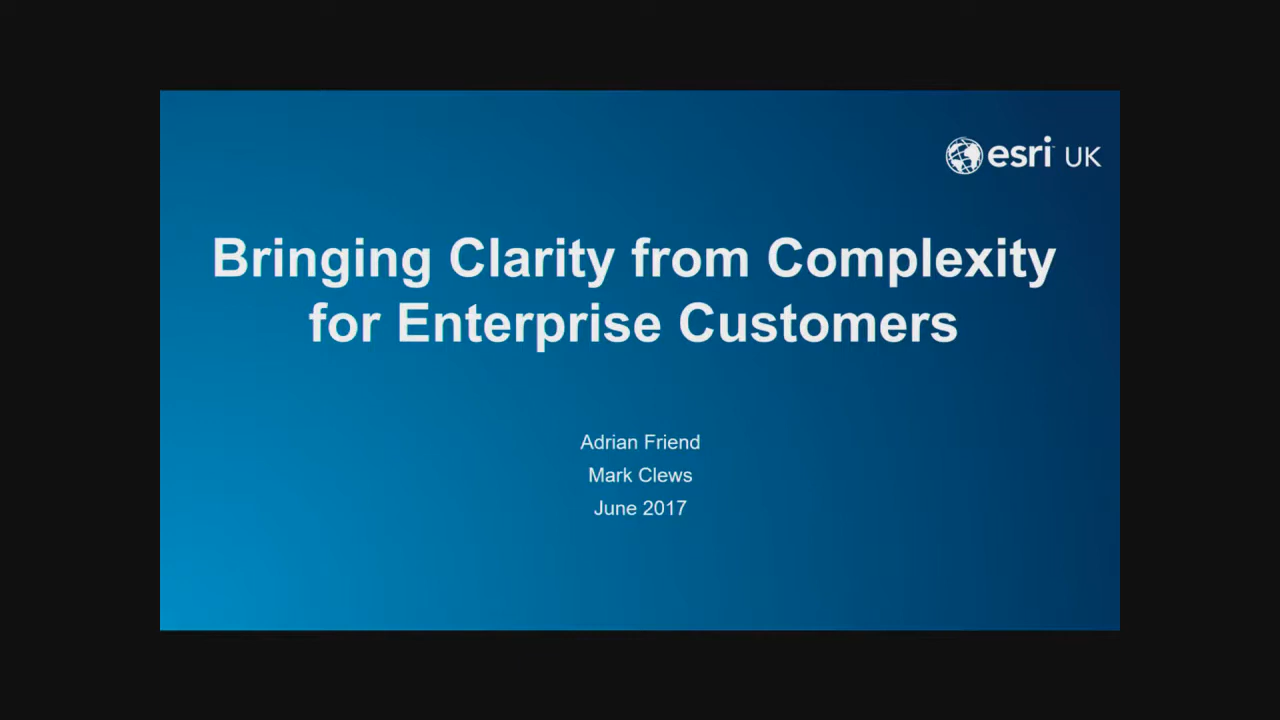 esri UK
Bringing Clarity from Complexity
for Enterprise Customers
Adrian Friend
Mark Clews
June 2017